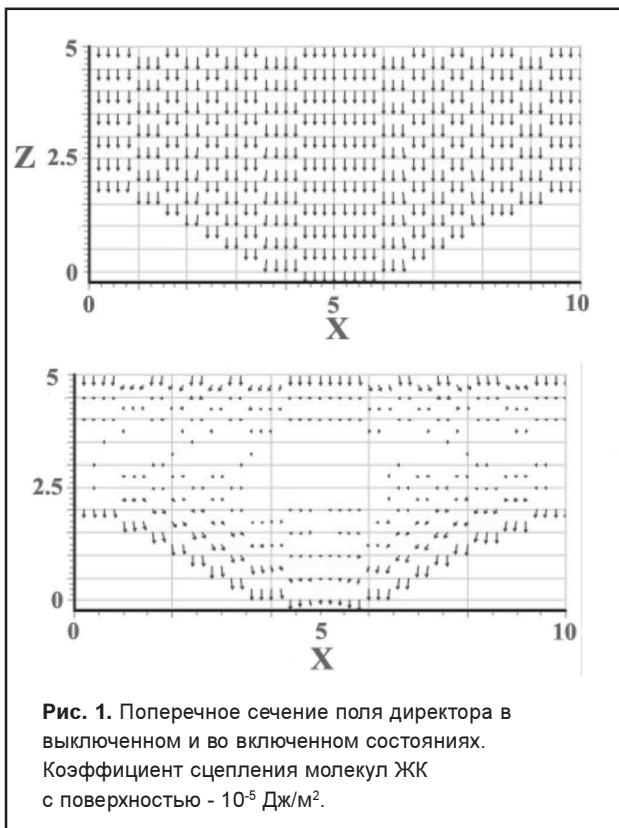 5
Z 2.5
0
0 5 10
X
5
2.5
0
0 5 10
X
Рис. 1. Поперечное сечение поля директора в
выключенном и во включенном состояниях.
Коэффициент сцепления молекул ЖК
с поверхностью - 10⁻⁵ Дж/м².